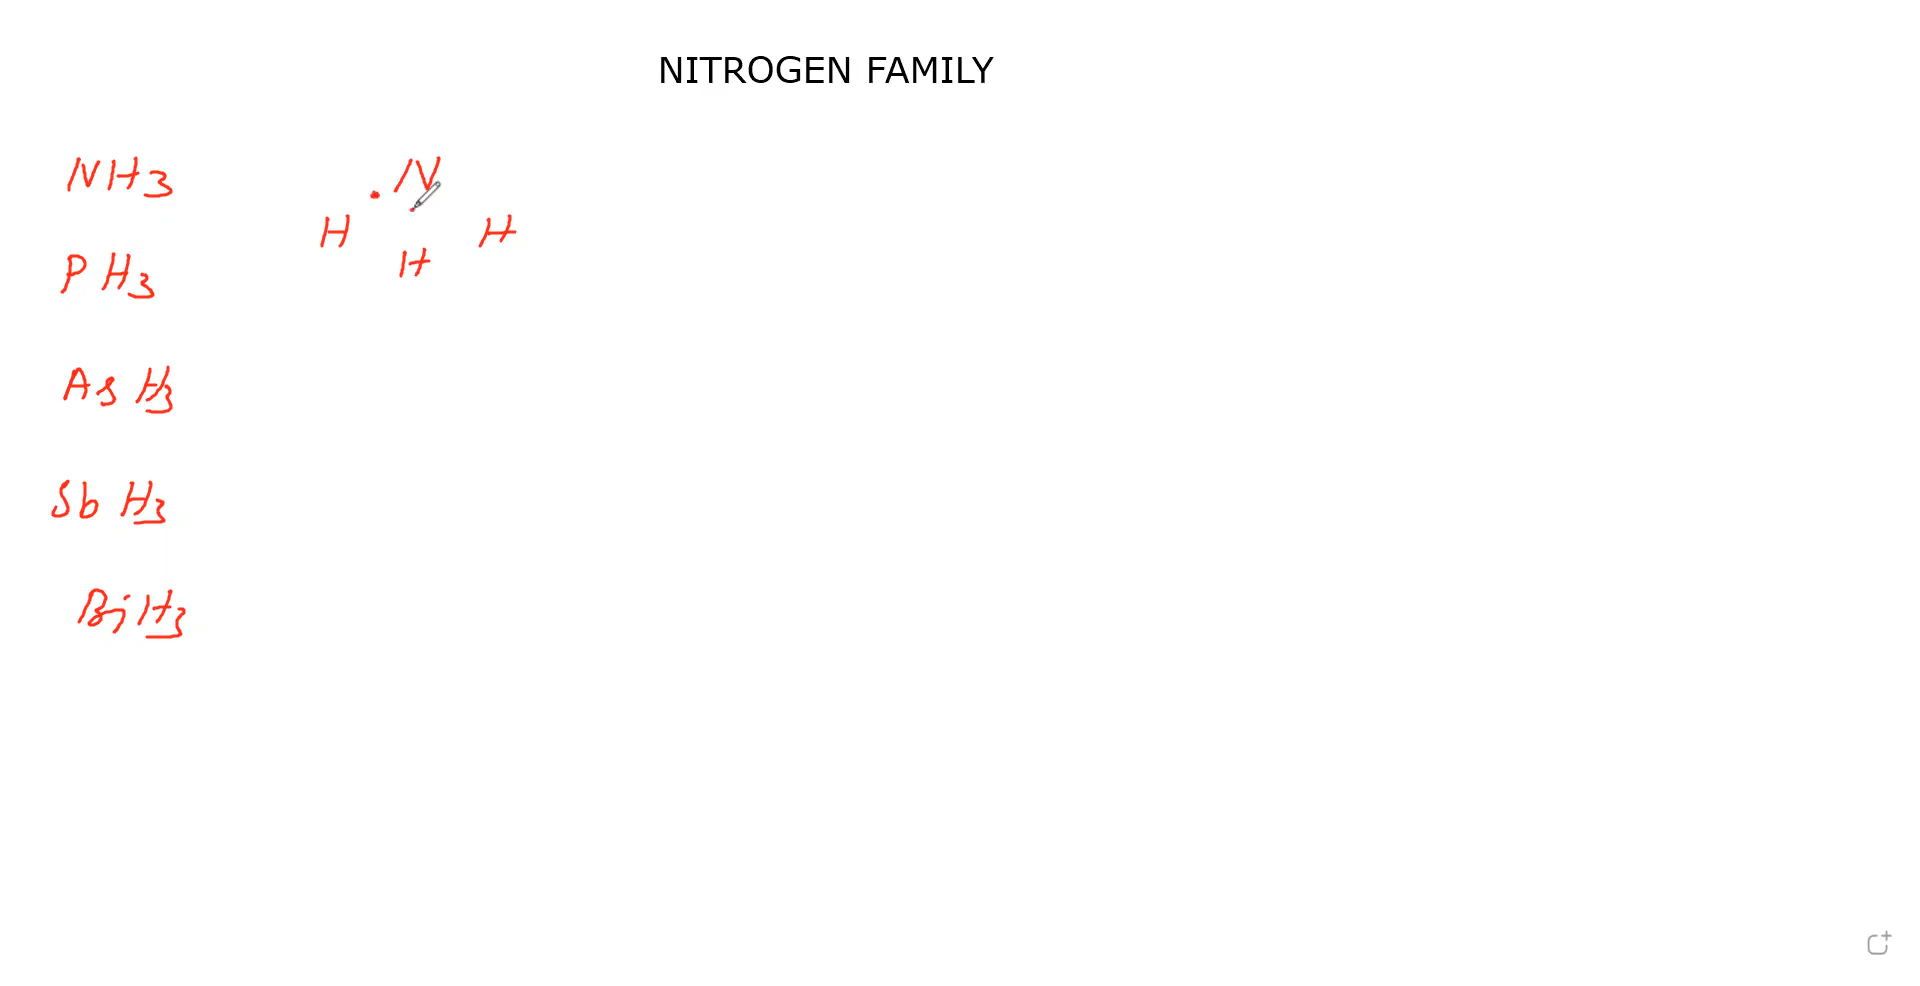 NITROGEN FAMILY
NH3
N
H H
H
PH3
AsH3
SbH3
BiH3